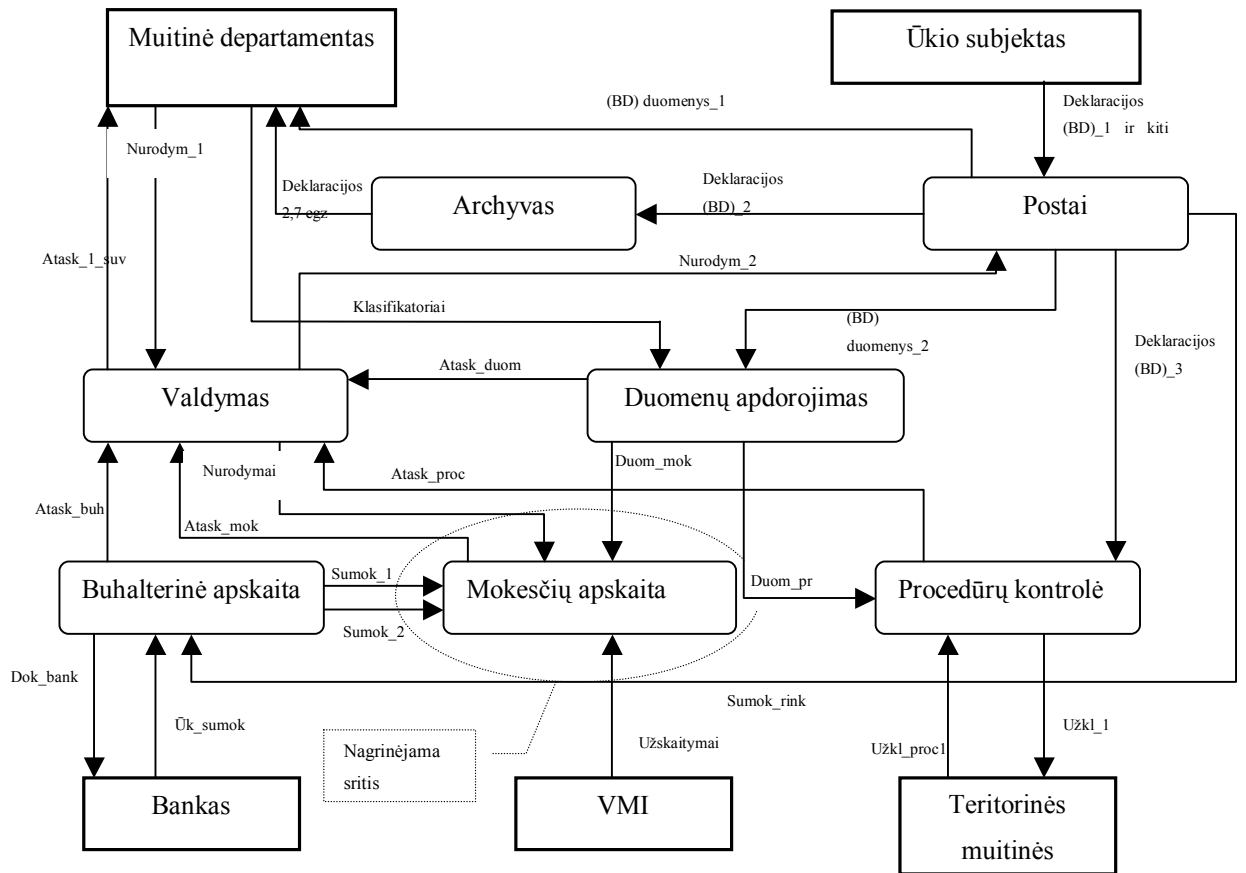 Muitinė departamentas
Ūkio subjektas
(BD) duomenys_1
Deklaracijos
(BD)_1 ir kiti
Nurodym_1
Deklaracijos
2,7 egz
Archyvas
Deklaracijos
(BD)_2
Postai
Atask_1_suv
Nurodym_2
Klasifikatoriai
(BD)
duomenys_2
Deklaracijos
(BD)_3
Atask_duom
Valdymas
Duomenų apdorojimas
Nurodymai
Atask_proc
Duom_mok
Atask_buh
Atask_mok
Buhalterinė apskaita
Sumok_1
Mokesčių apskaita
Duom_pr
Procedūrų kontrolė
Sumok_2
Dok_bank
Sumok_rink
Ūk_sumok
Nagrinėjama
sritis
Užskaitymai
Užkl_proc1
Užkl_1
Bankas
VMI
Teritorinės
muitinės